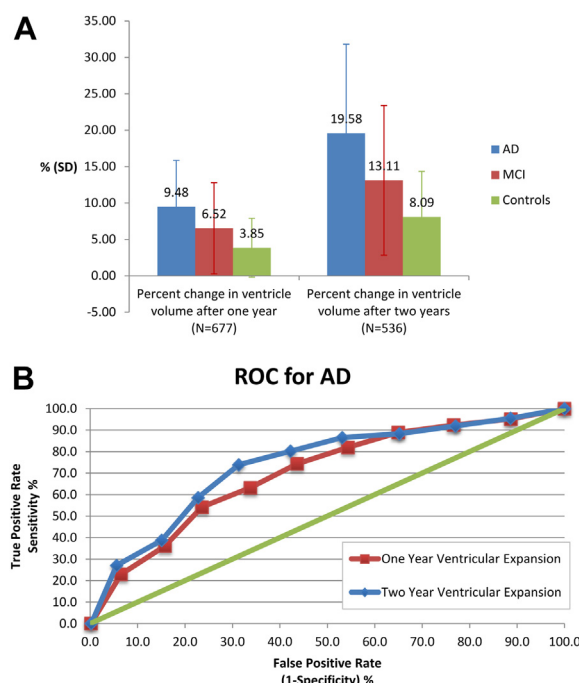 A
35.00
30.00
25.00
20.00
15.00
10.00
5.00
0.00
-5.00
% (SD)
9.48
6.52
3.85
19.58
13.11
8.09
AD
MCI
Controls
Percent change in ventricle
volume after one year
(N=677)
Percent change in ventricle
volume after two years
(N=536)
B
ROC for AD
True Positive Rate
Sensitivity %
100.0
90.0
80.0
70.0
60.0
50.0
40.0
30.0
20.0
10.0
0.0
One Year Ventricular Expansion
Two Year Ventricular Expansion
0.0 10.0 20.0 30.0 40.0 50.0 60.0 70.0 80.0 90.0 100.0
False Positive Rate
(1-Specificity) %